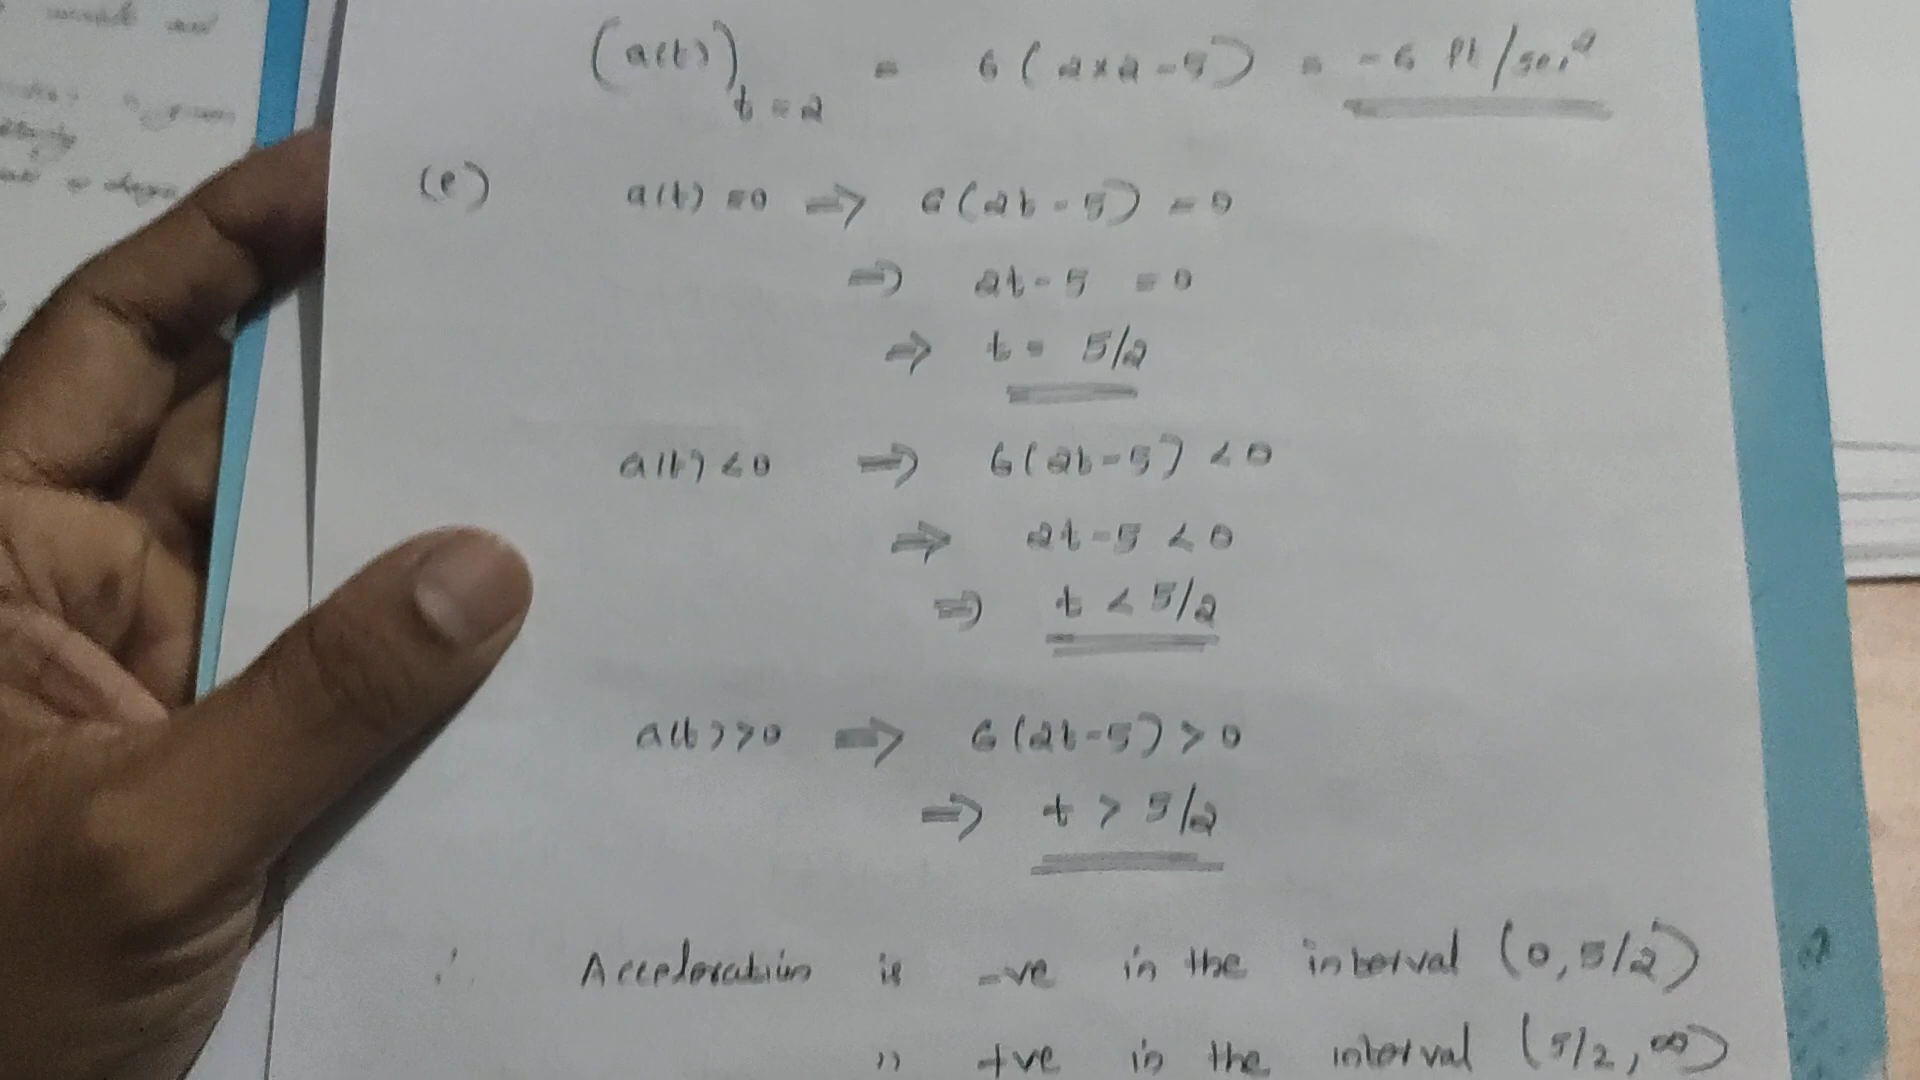 (a(t))t=2 = 6(2×2-5) = -6 ft/sec²
(e) a(t)=0 ⇒ 6(2t-5) = 0
⇒ 2t-5 = 0
⇒ t = 5/2
a(t)<0 ⇒ 6(2t-5) <0
⇒ 2t-5 <0
⇒ t < 5/2
a(t)>0 ⇒ 6(2t-5) >0
⇒ t > 5/2
∴ Acceleration is -ve in the interval (0,5/2)
" +ve in the interval (5/2,∞)